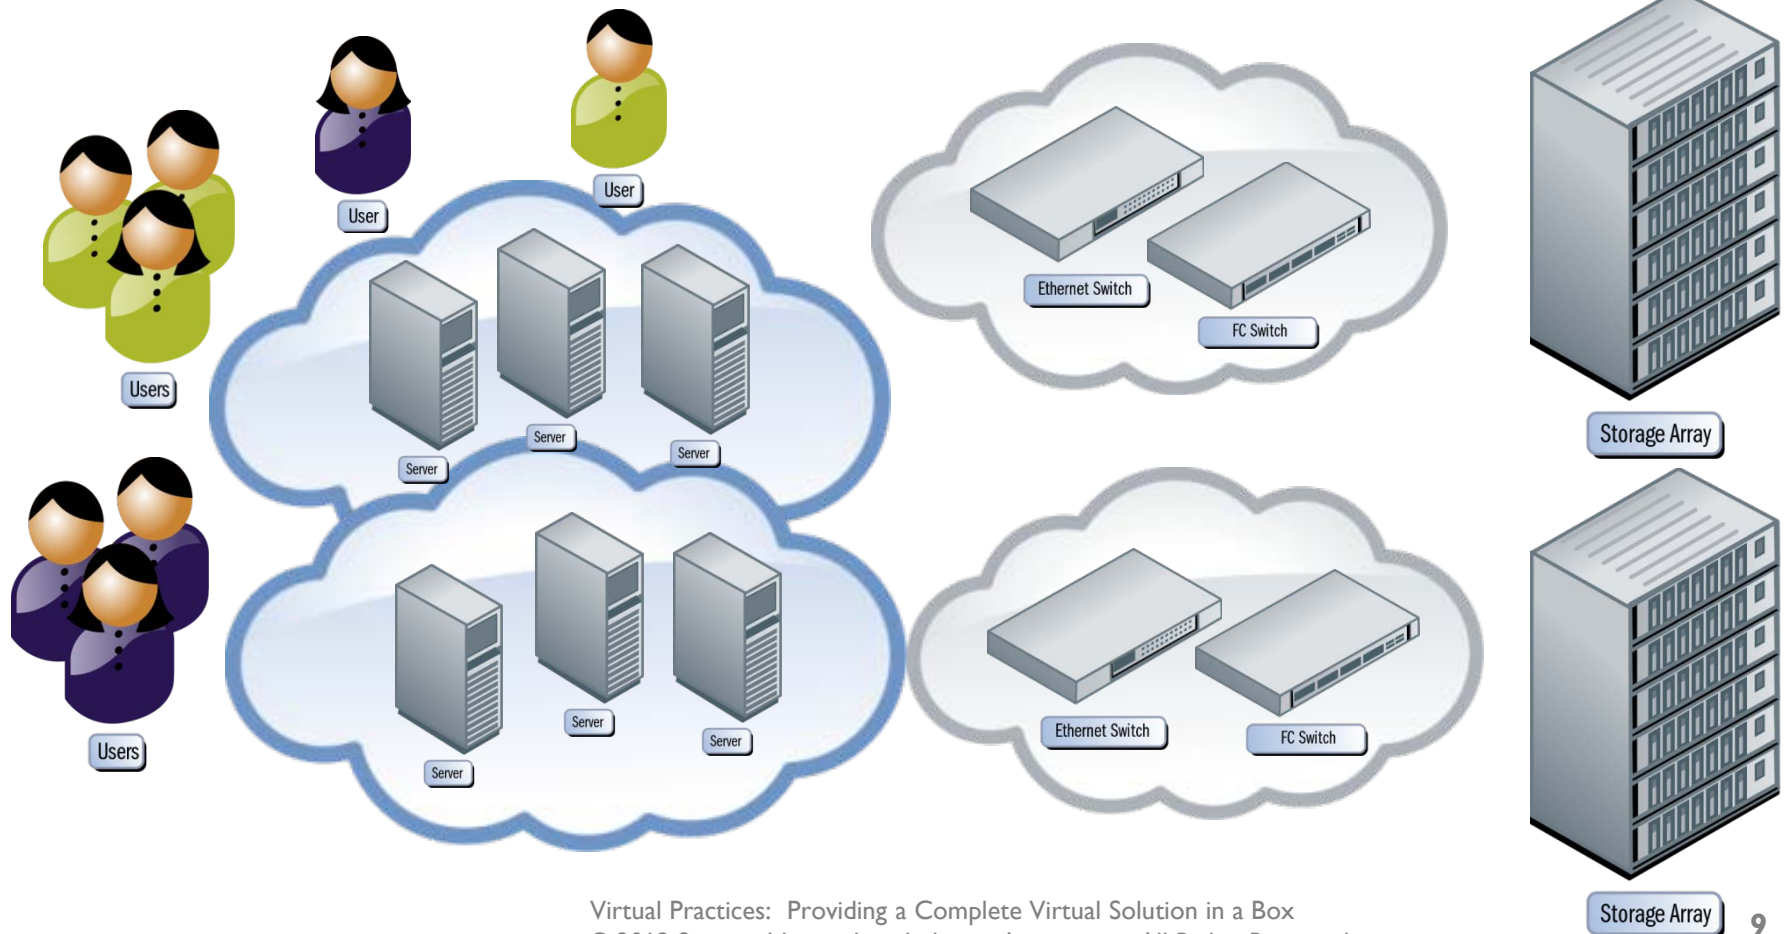 User
User
Users
Server
Server
Server
Ethernet Switch
FC Switch
Storage Array
Users
Server
Server
Server
Ethernet Switch
FC Switch
Storage Array
Virtual Practices: Providing a Complete Virtual Solution in a Box
9